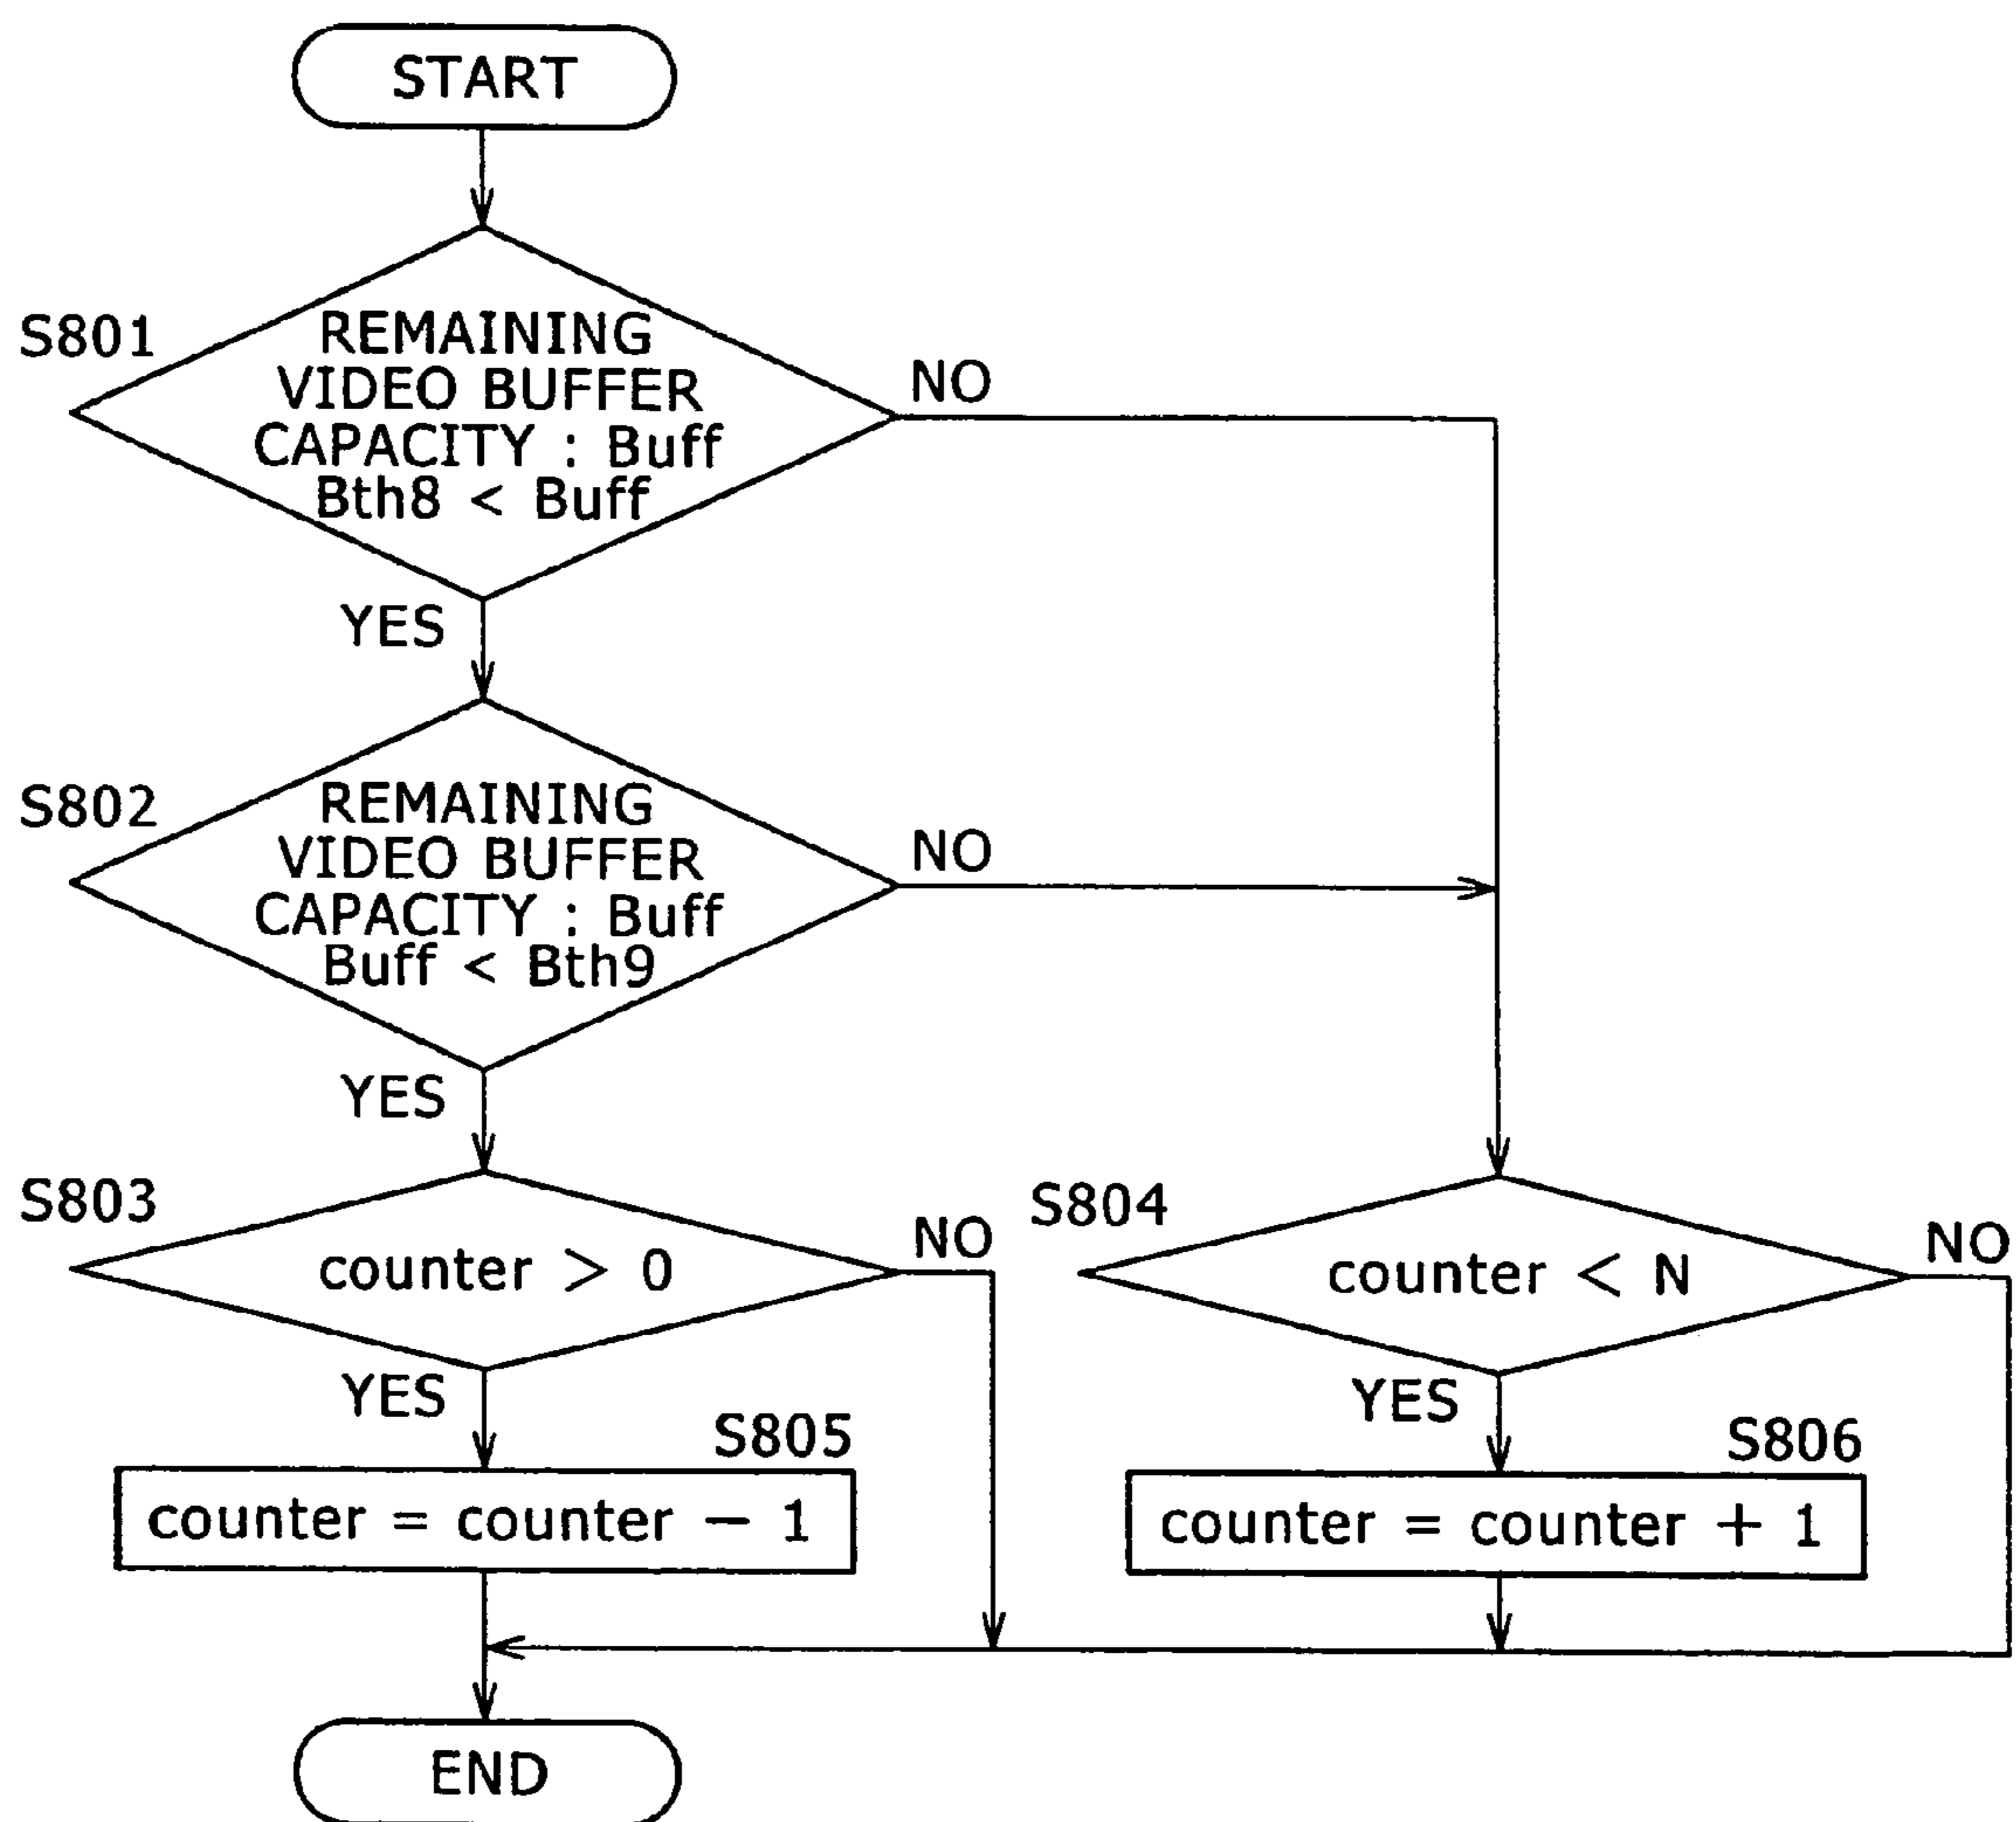 START
S801
REMAINING
VIDEO BUFFER
CAPACITY : Buff
Bth8 < Buff
NO
YES
S802
REMAINING
VIDEO BUFFER
CAPACITY : Buff
Buff < Bth9
NO
YES
S803
counter > 0
NO
YES
S804
counter < N
NO
YES
S805
counter = counter − 1
S806
counter = counter + 1
END